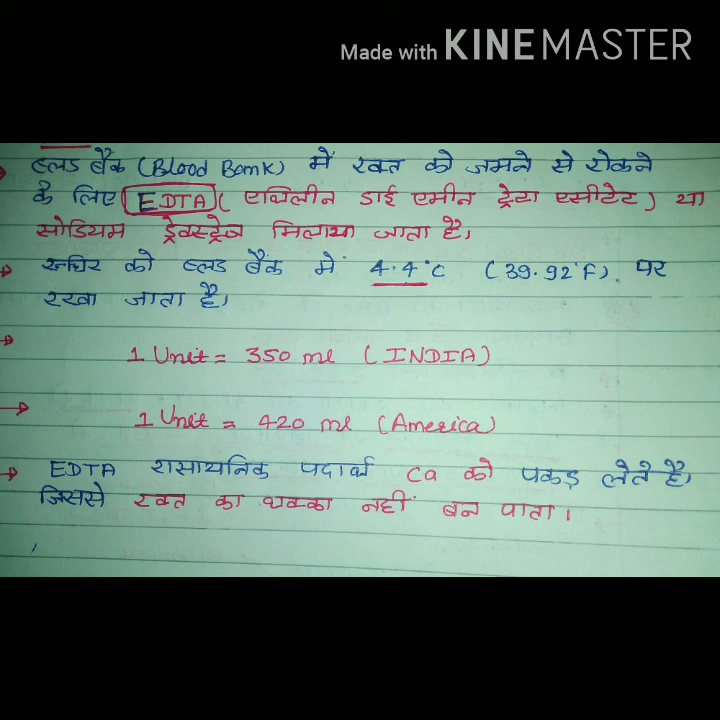 Made with KINEMASTER
ब्लड बैंक (Blood Bamk) में रक्त को जमने से रोकने
के लिए EDTA ( एथिलीन डाई एमीन ट्रेटा एसीटेट ) या
सोडियम ड्रेक्स्ट्रेब मिलाया जाता है।
रूधिर को ब्लड बैंक में 4.4°C (39.92°F) पर
रखा जाता है।
1 Unit = 350 ml (INDIA)
1 Unit = 420 ml (America)
EDTA रासायनिक पदार्थ Ca को पकड़ लेते है।
जिससे रक्त का थक्का नहीं बन पाता।